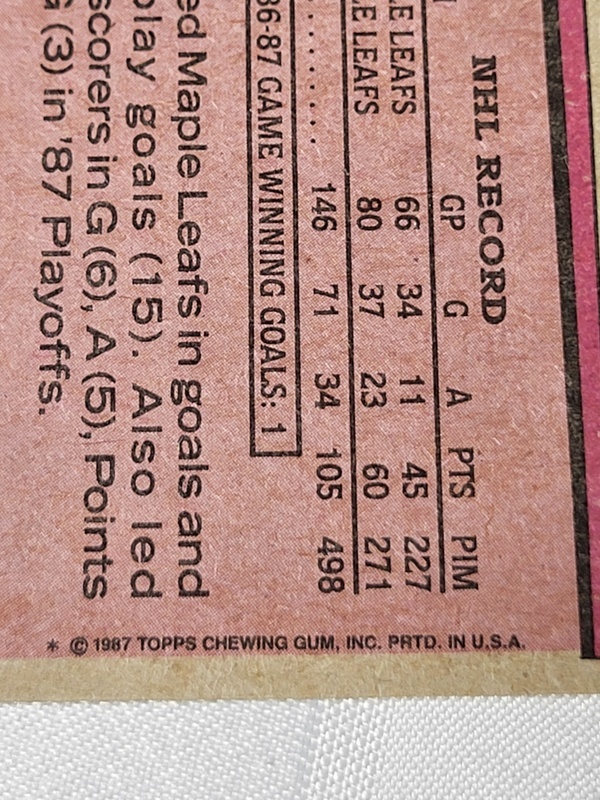 NHL RECORD
GP G A PTS PIM
LE LEAFS 66 34 11 45 227
LE LEAFS 80 37 23 60 271
. . . . . . . 146 71 34 105 498
86-87 GAME WINNING GOALS: 1
ed Maple Leafs in goals and
play goals (15). Also led
scorers in G (6), A (5), Points
(3) in '87 Playoffs.
* © 1987 TOPPS CHEWING GUM, INC. PRTD. IN U.S.A.